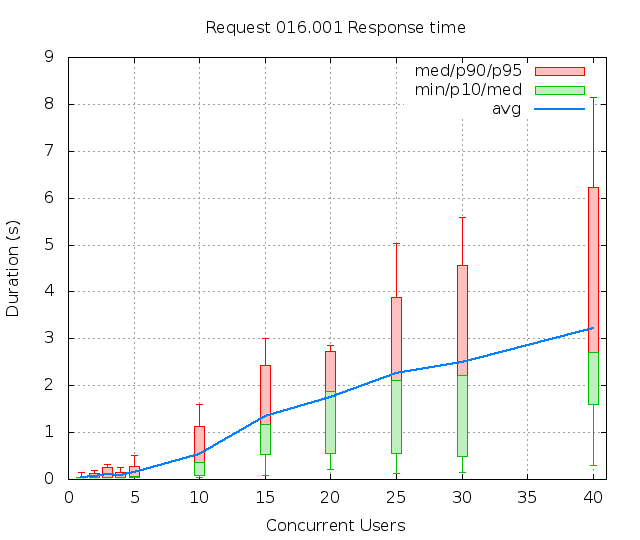 Request 016.001 Response time
med/p90/p95
min/p10/med
avg
Duration (s)
9
8
7
6
5
4
3
2
1
0
0 5 10 15 20 25 30 35 40
Concurrent Users